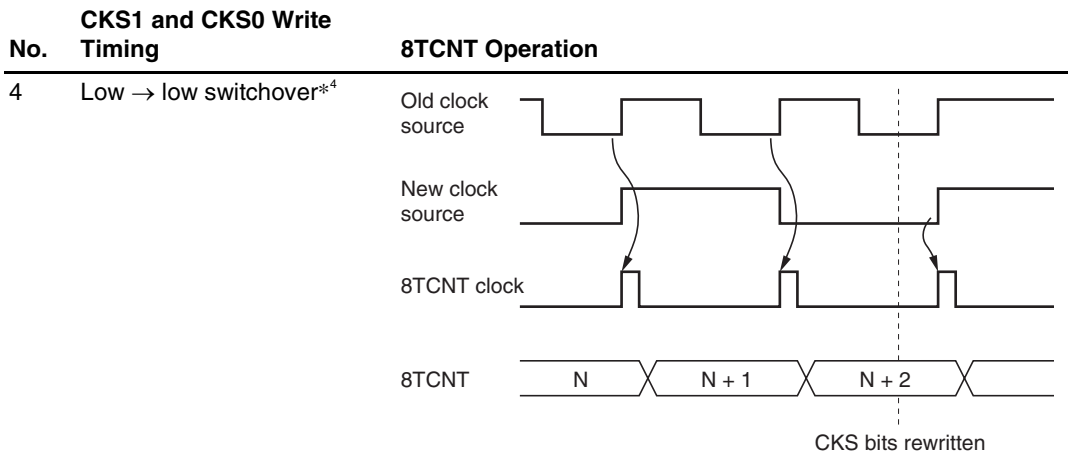 CKS1 and CKS0 Write
No. Timing 8TCNT Operation
4 Low → low switchover*4
Old clock
source
New clock
source
8TCNT clock
8TCNT N N + 1 N + 2
CKS bits rewritten